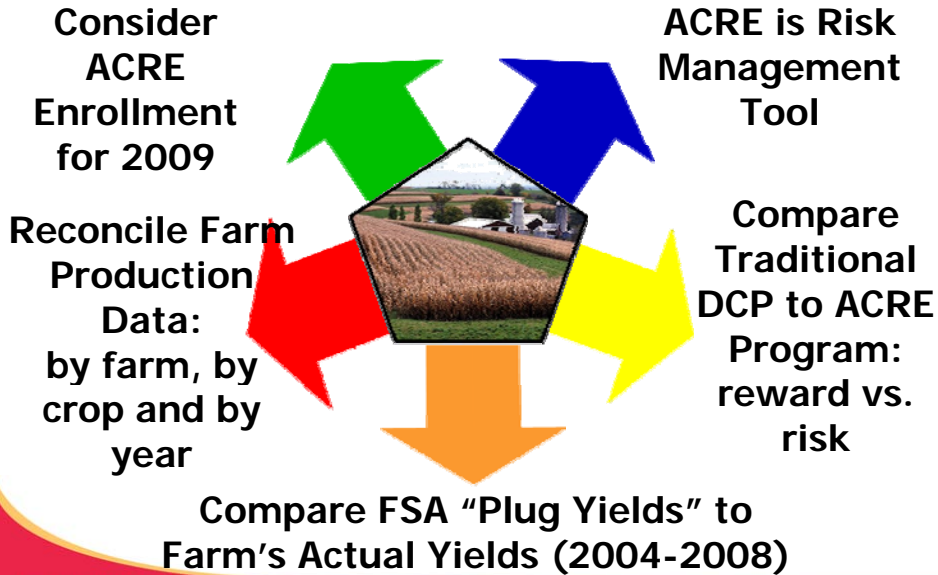 Consider
ACRE
Enrollment
for 2009
ACRE is Risk
Management
Tool
Reconcile Farm
Production
Data:
by farm, by
crop and by
year
Compare
Traditional
DCP to ACRE
Program:
reward vs.
risk
Compare FSA “Plug Yields” to
Farm’s Actual Yields (2004-2008)